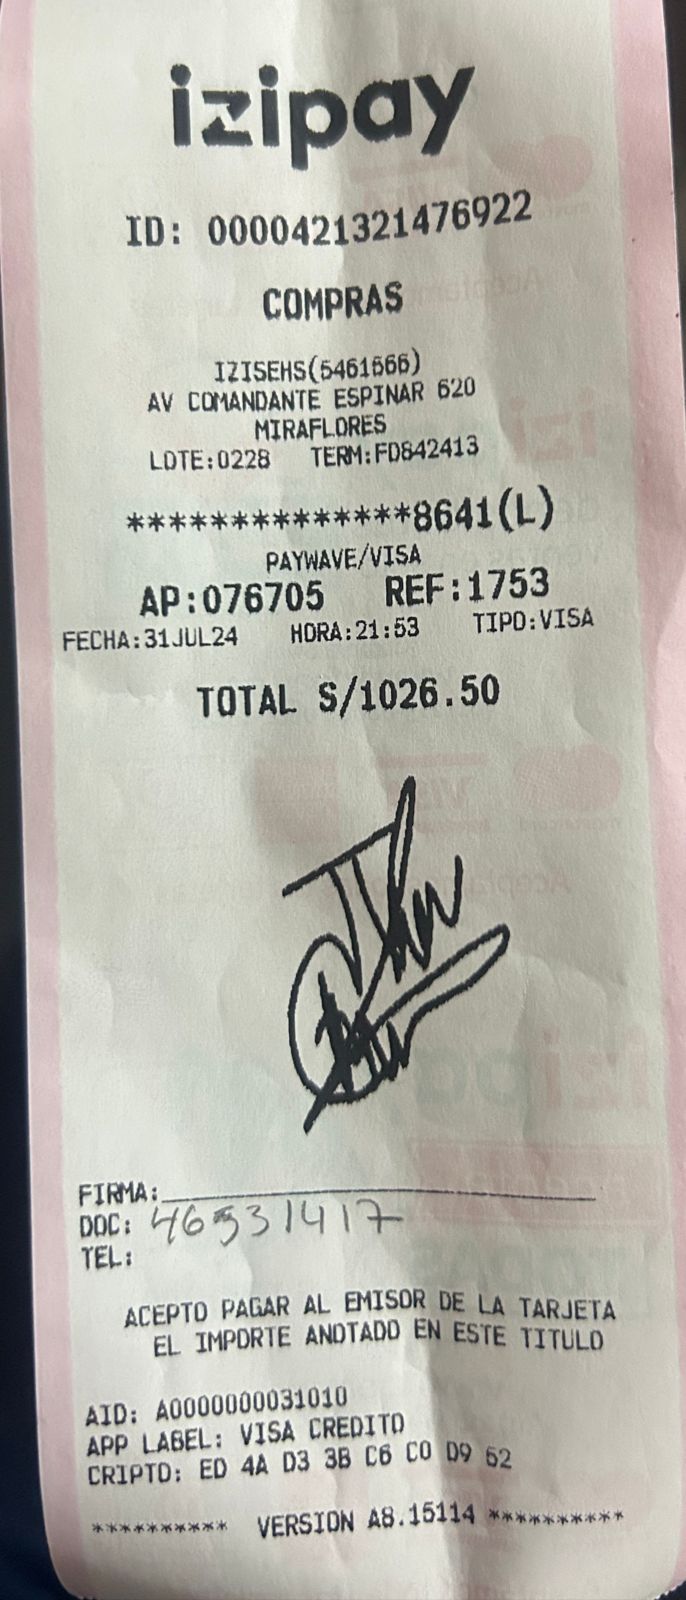 izipay
ID: 0000421321476922
COMPRAS
IZISEHS(5461666)
AV COMANDANTE ESPINAR 620
MIRAFLORES
LOTE:0228 TERM:FD842413
**************8641(L)
PAYWAVE/VISA
AP:076705 REF:1753
FECHA:31JUL24 HORA:21:53 TIPO:VISA
TOTAL S/1026.50
FIRMA:
DOC: 46531417
TEL:
ACEPTO PAGAR AL EMISOR DE LA TARJETA
EL IMPORTE ANOTADO EN ESTE TITULO
AID: A0000000031010
APP LABEL: VISA CREDITO
CRIPTO: ED 4A D3 3B C6 C0 D9 62
********** VERSION A8.15114 **********